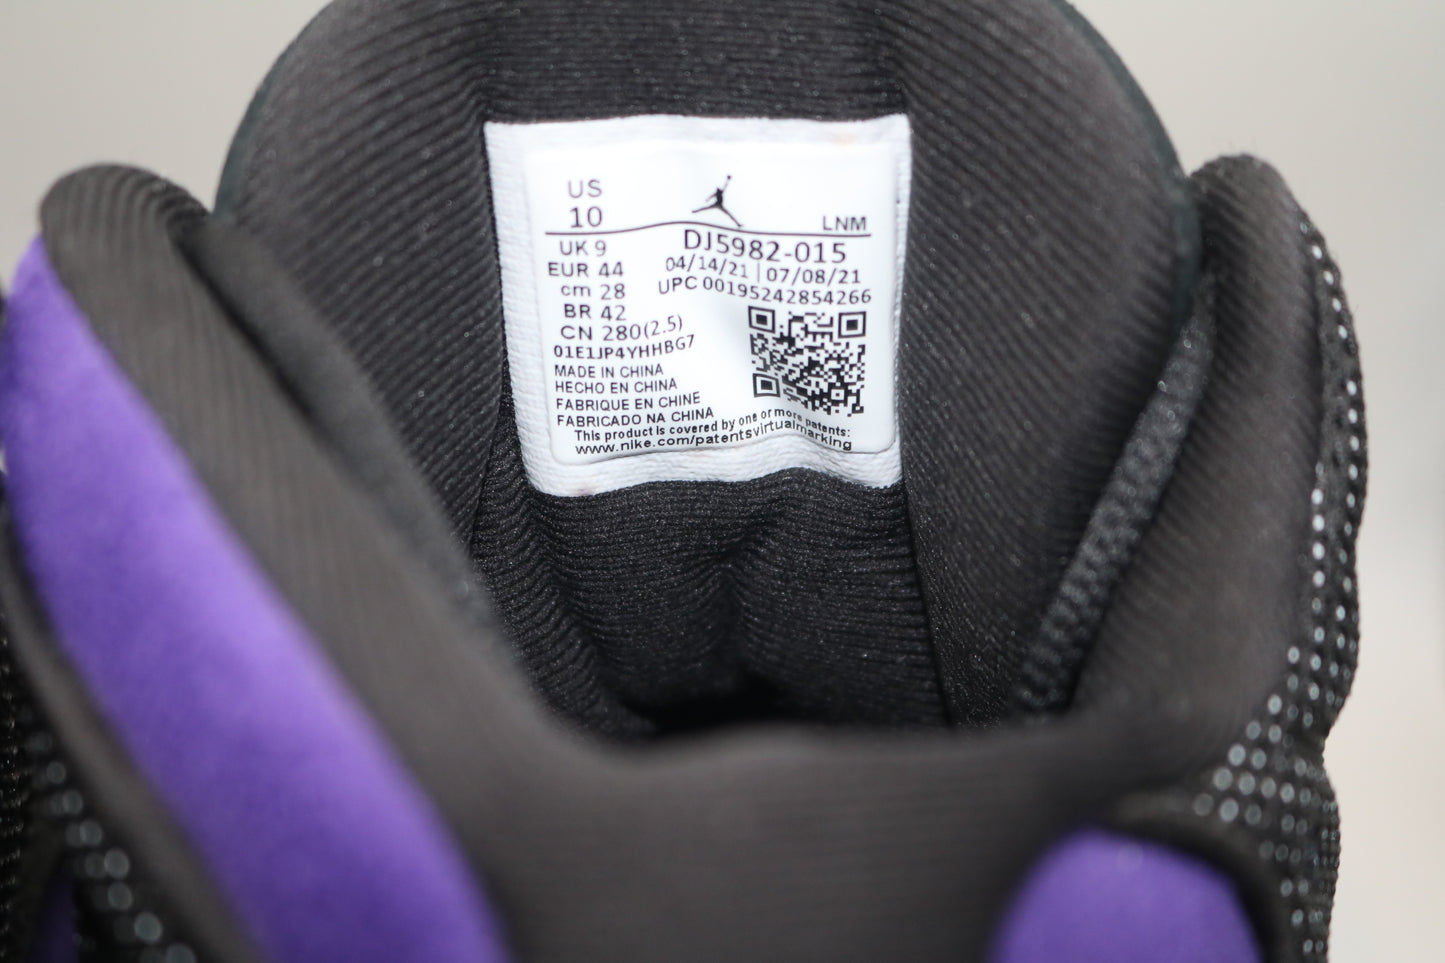 US
10
LNM
UK 9
DJ5982-015
EUR 44
04/14/21 | 07/08/21
cm 28
UPC 00195242854266
BR 42
CN 280(2.5)
01E1JP4YHHBG7
MADE IN CHINA
HECHO EN CHINA
FABRIQUE EN CHINE
FABRICADO NA CHINA
This product is covered by one or more patents:
www.nike.com/patentsvirtualmarking